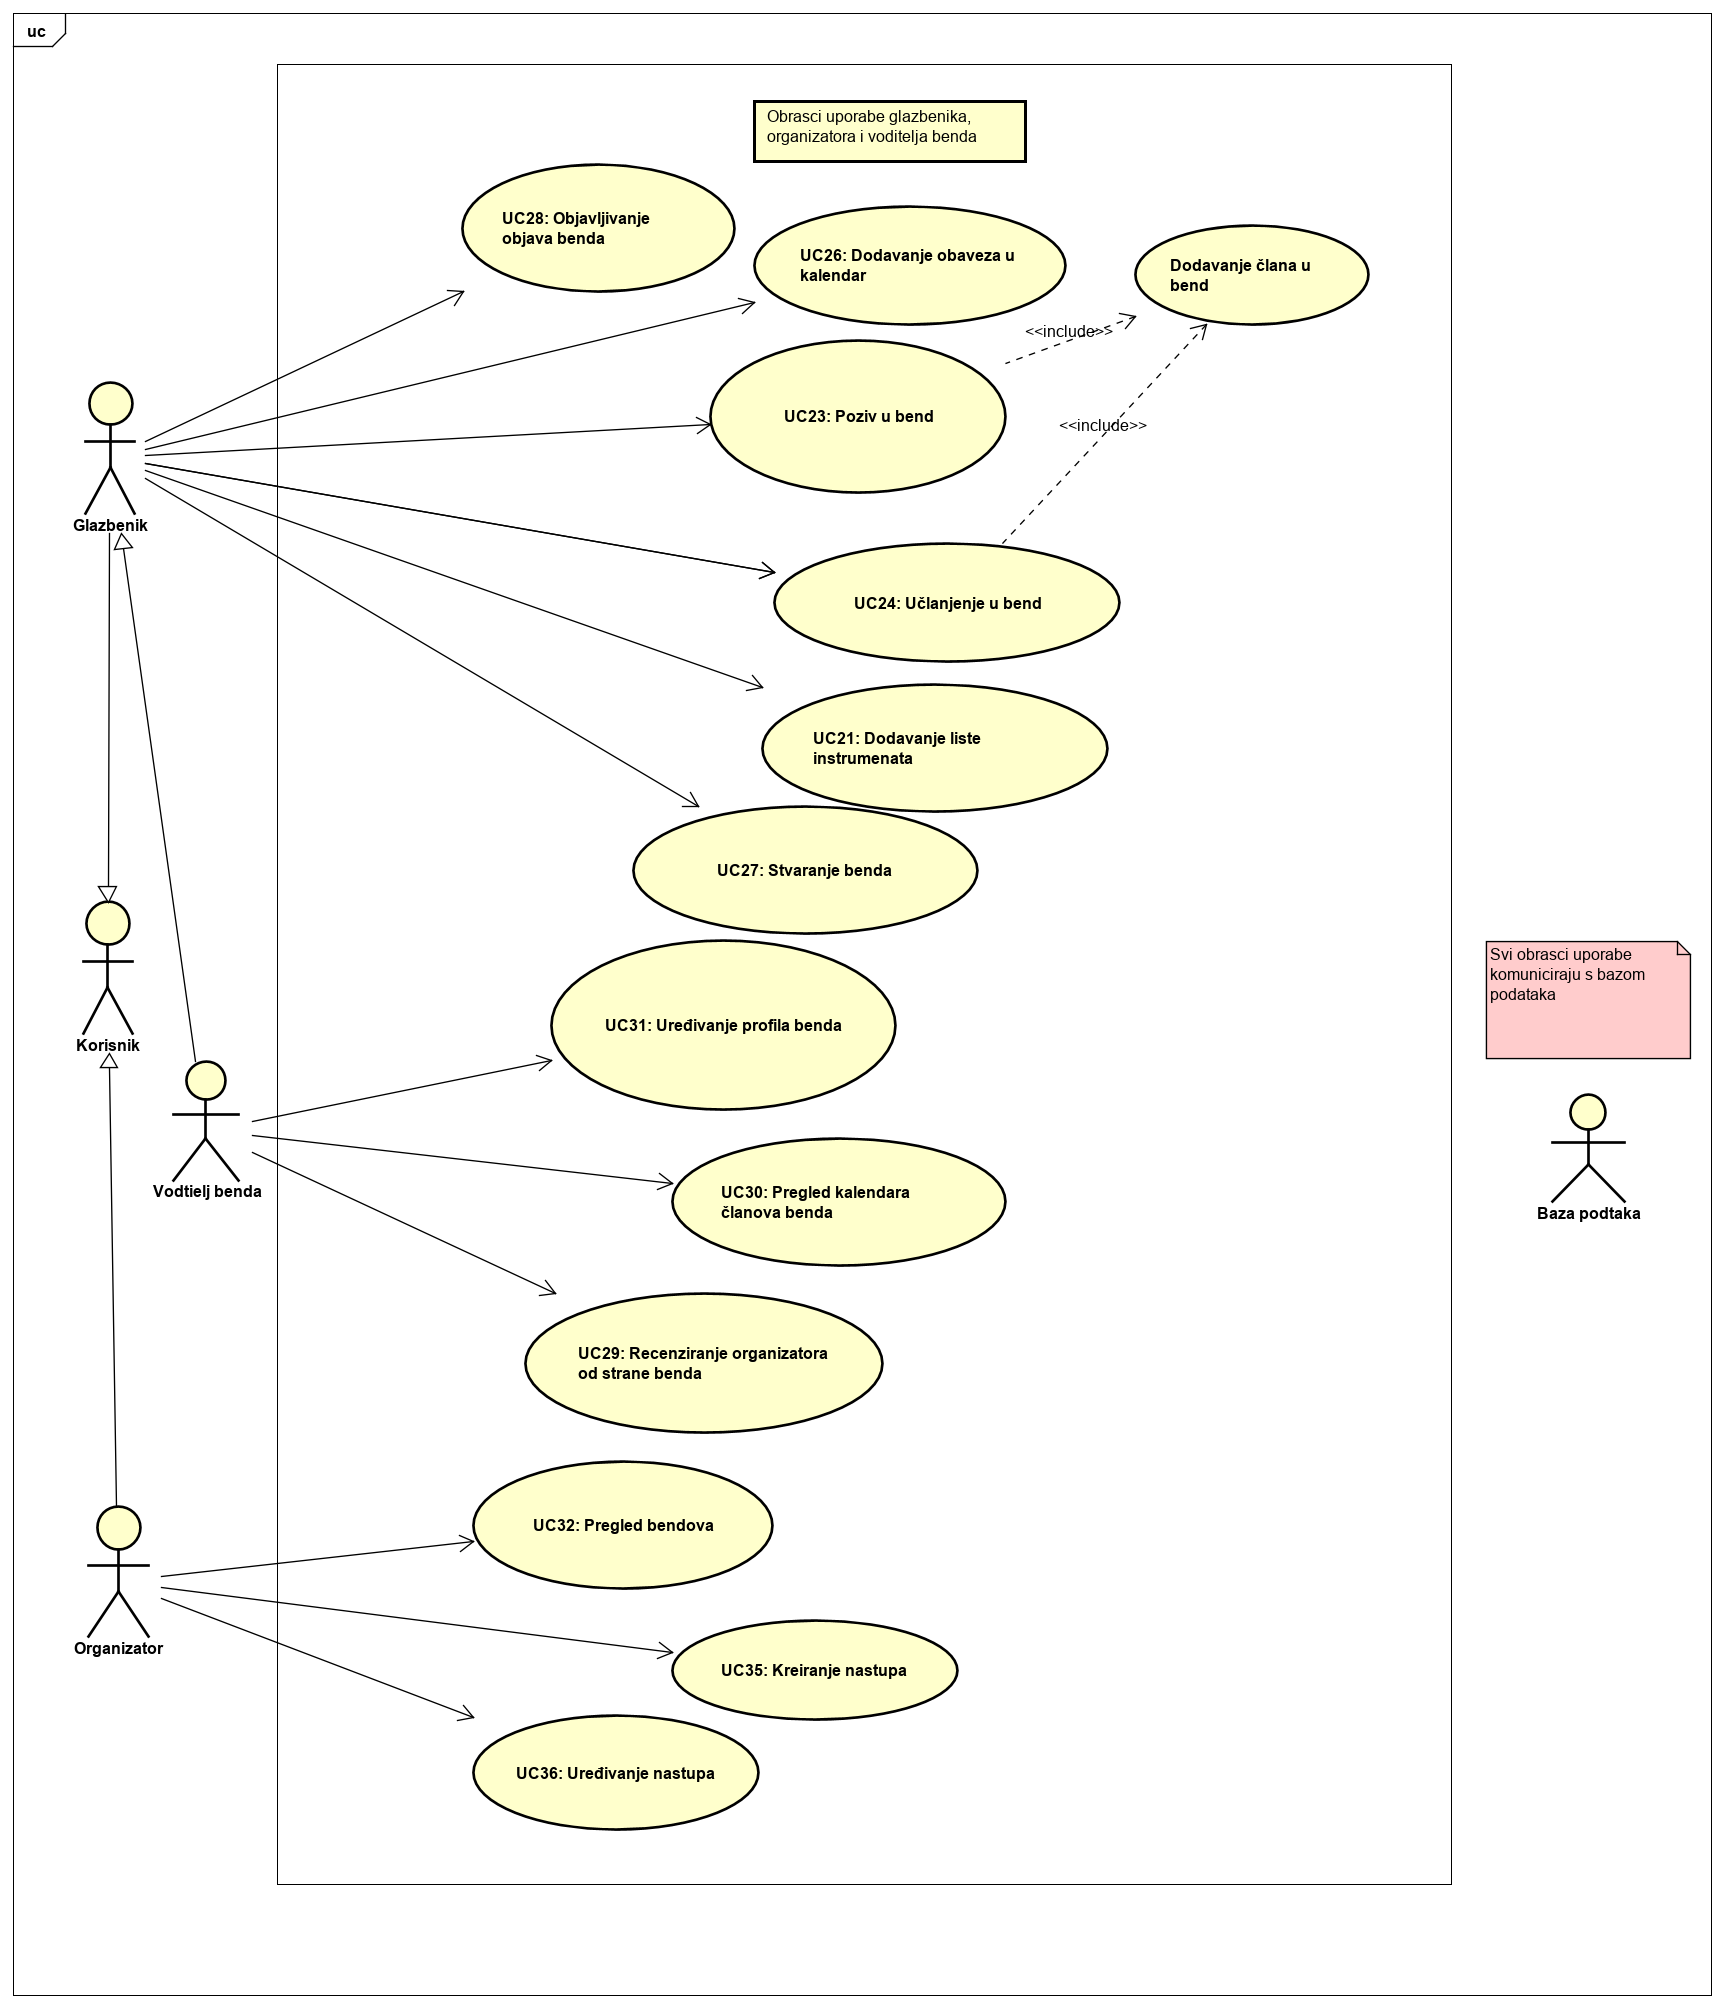 uc
Obrasci uporabe glazbenika,
organizatora i voditelja benda
UC28: Objavljivanje
objava benda
UC26: Dodavanje obaveza u
kalendar
Dodavanje člana u
bend
<<include>>
UC23: Poziv u bend
<<include>>
Glazbenik
UC24: Učlanjenje u bend
UC21: Dodavanje liste
instrumenata
UC27: Stvaranje benda
Svi obrasci uporabe
komuniciraju s bazom
podataka
UC31: Uređivanje profila benda
Korisnik
Vodtielj benda
UC30: Pregled kalendara
članova benda
Baza podtaka
UC29: Recenziranje organizatora
od strane benda
UC32: Pregled bendova
Organizator
UC35: Kreiranje nastupa
UC36: Uređivanje nastupa